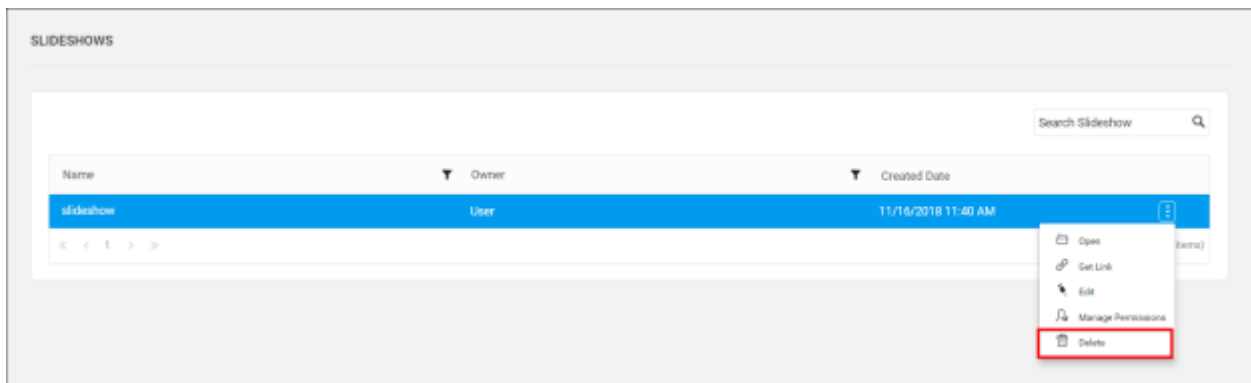 SLIDESHOWS
Search Slideshow
Name Owner Created Date
slideshow User 11/16/2018 11:40 AM
« < 1 > » items)
Open
Get Link
Edit
Manage Permissions
Delete